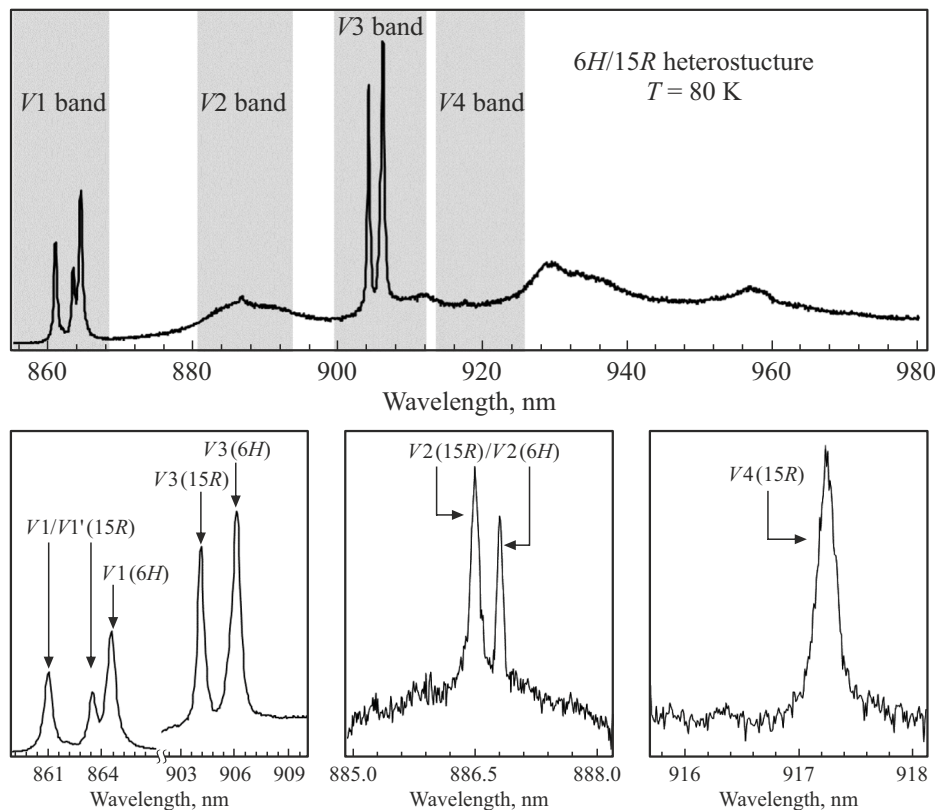 V3 band
6H/15R heterostucture
T = 80 K
V1 band
V2 band
V4 band
860
880
900
920
940
960
980
Wavelength, nm
V3(6H)
V3(15R)
V1/V1'(15R)
V1(6H)
861
864
903
906
909
Wavelength, nm
V2(15R)/V2(6H)
885.0
886.5
888.0
Wavelength, nm
V4(15R)
916
917
918
Wavelength, nm